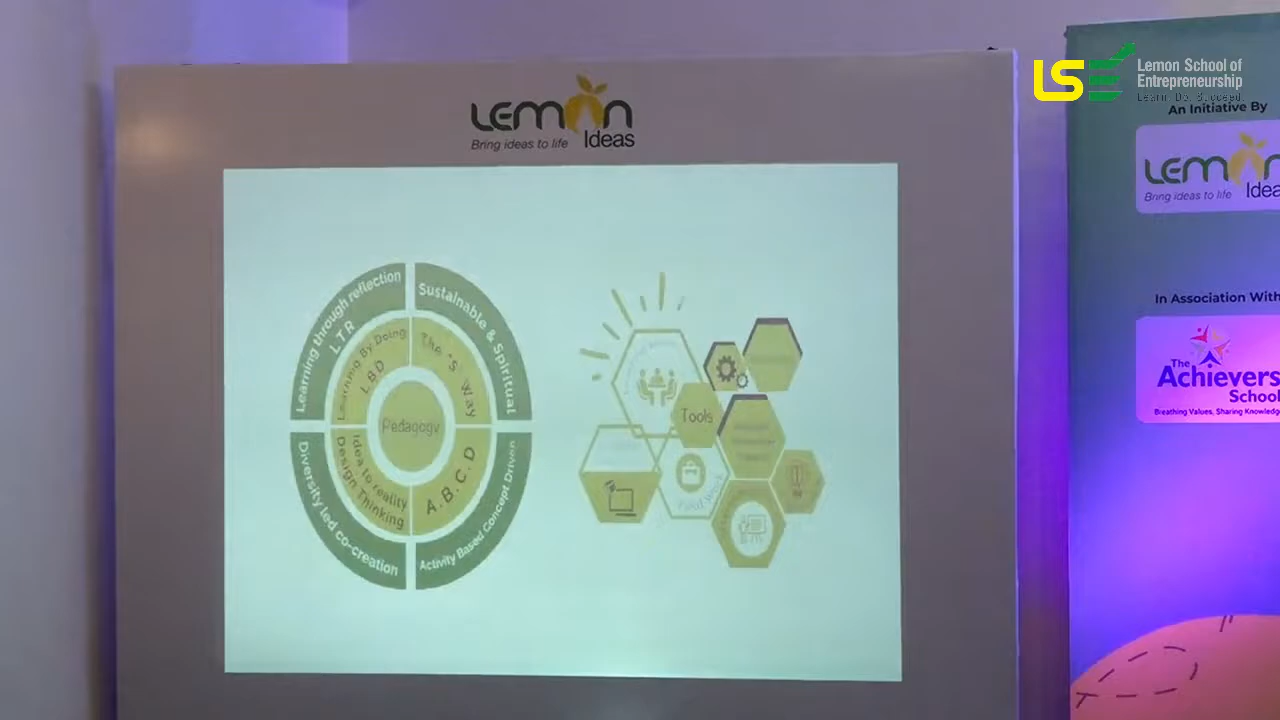 LEMON
Ideas
Bring ideas to life
LSE
Lemon School of
Entrepreneurship
Learn. Do. Succeed.
An Initiative By
LEMON
Bring ideas to life
In Association With
The
Achievers
School
Breathing Values, Sharing Knowledge
Learning through reflection
L.T.R
Sustainable & Spiritual
Learning By Doing
LBD
The "S" Way
Pedagogy
Idea to reality
Design Thinking
A.B.C.D
Diversity led co-creation
Activity Based Concept Driven
Tools
Field Work